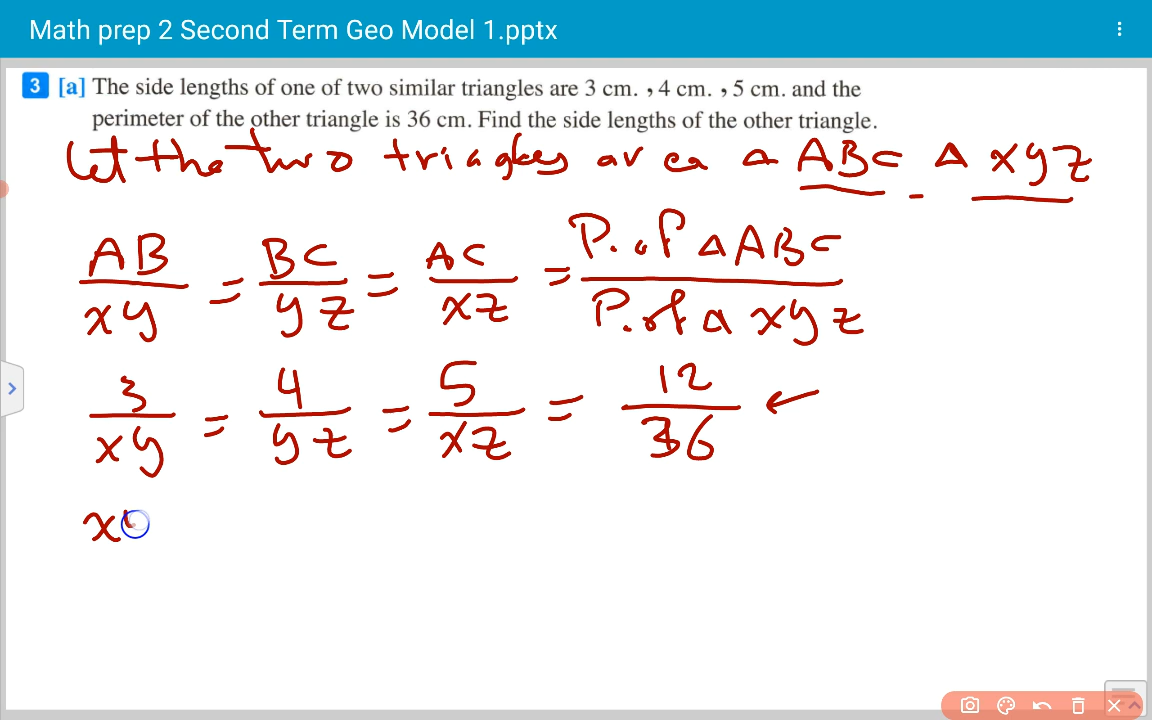 Math prep 2 Second Term Geo Model 1.pptx
3 [a] The side lengths of one of two similar triangles are 3 cm. , 4 cm. , 5 cm. and the
perimeter of the other triangle is 36 cm. Find the side lengths of the other triangle.
Let the two triangles are Δ ABC Δ XYZ
AB/XY = BC/YZ = AC/XZ = P. of Δ ABC/P. of Δ XYZ
3/XY = 4/YZ = 5/XZ = 12/36 ←
X